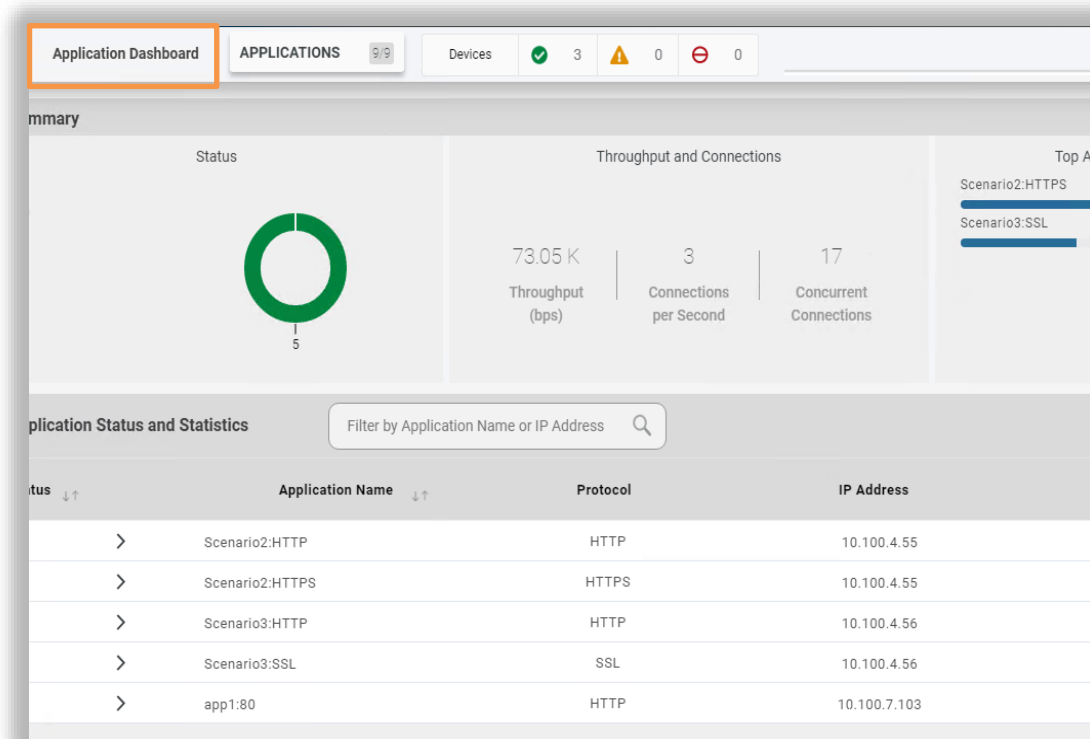 Application Dashboard APPLICATIONS 9/9 Devices 3 0 0
mmary
Status Throughput and Connections Top A
Scenario2:HTTPS
Scenario3:SSL
73.05 K 3 17
Throughput Connections Concurrent
(bps) per Second Connections
5
plication Status and Statistics Filter by Application Name or IP Address
tus Application Name Protocol IP Address
Scenario2:HTTP HTTP 10.100.4.55
Scenario2:HTTPS HTTPS 10.100.4.55
Scenario3:HTTP HTTP 10.100.4.56
Scenario3:SSL SSL 10.100.4.56
app1:80 HTTP 10.100.7.103